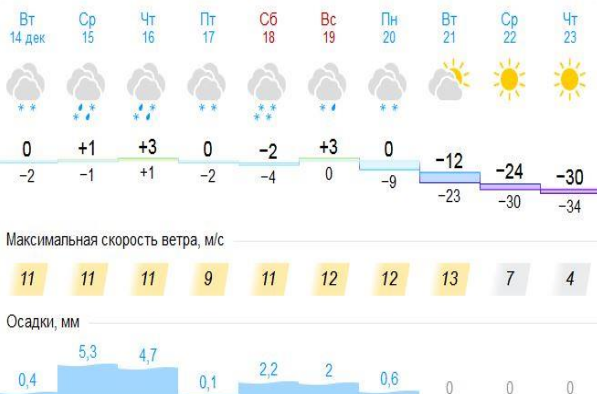 Вт Ср Чт Пт Сб Вс Пн Вт Ср Чт
14 дек 15 16 17 18 19 20 21 22 23
0 +1 +3 0 −2 +3 0 −12 −24 −30
−2 −1 +1 −2 −4 0 −9 −23 −30 −34
Максимальная скорость ветра, м/с
11 11 11 9 11 12 12 13 7 4
Осадки, мм
0,4 5,3 4,7 0,1 2,2 2 0,6 0 0 0